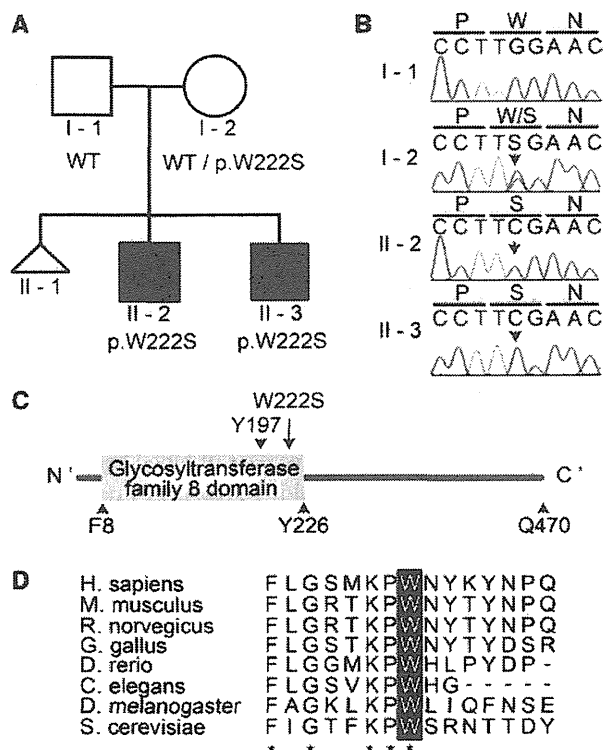 A
I - 1
WT
I - 2
WT / p.W222S
II - 1
II - 2
p.W222S
II - 3
p.W222S
B
P W N
C C T T G G A A C
I - 1
P W/S N
C C T T S G A A C
I - 2
P S N
C C T T C G A A C
II - 2
P S N
C C T T C G A A C
II - 3
C
W222S
Y197
N' Glycosyltransferase C'
family 8 domain
F8 Y226 Q470
D
H. sapiens F L G S M K P W N Y K Y N P Q
M. musculus F L G R T K P W N Y T Y N P Q
R. norvegicus F L G R T K P W N Y T Y N P Q
G. gallus F L G S T K P W N Y T Y D S R
D. rerio F L G G M K P W H L P Y D P -
C. elegans F L G S V K P W H G - - - - -
D. melanogaster F A G K L K P W L I Q F N S E
S. cerevisiae F I G T F K P W S R N T T D Y
* * * * *